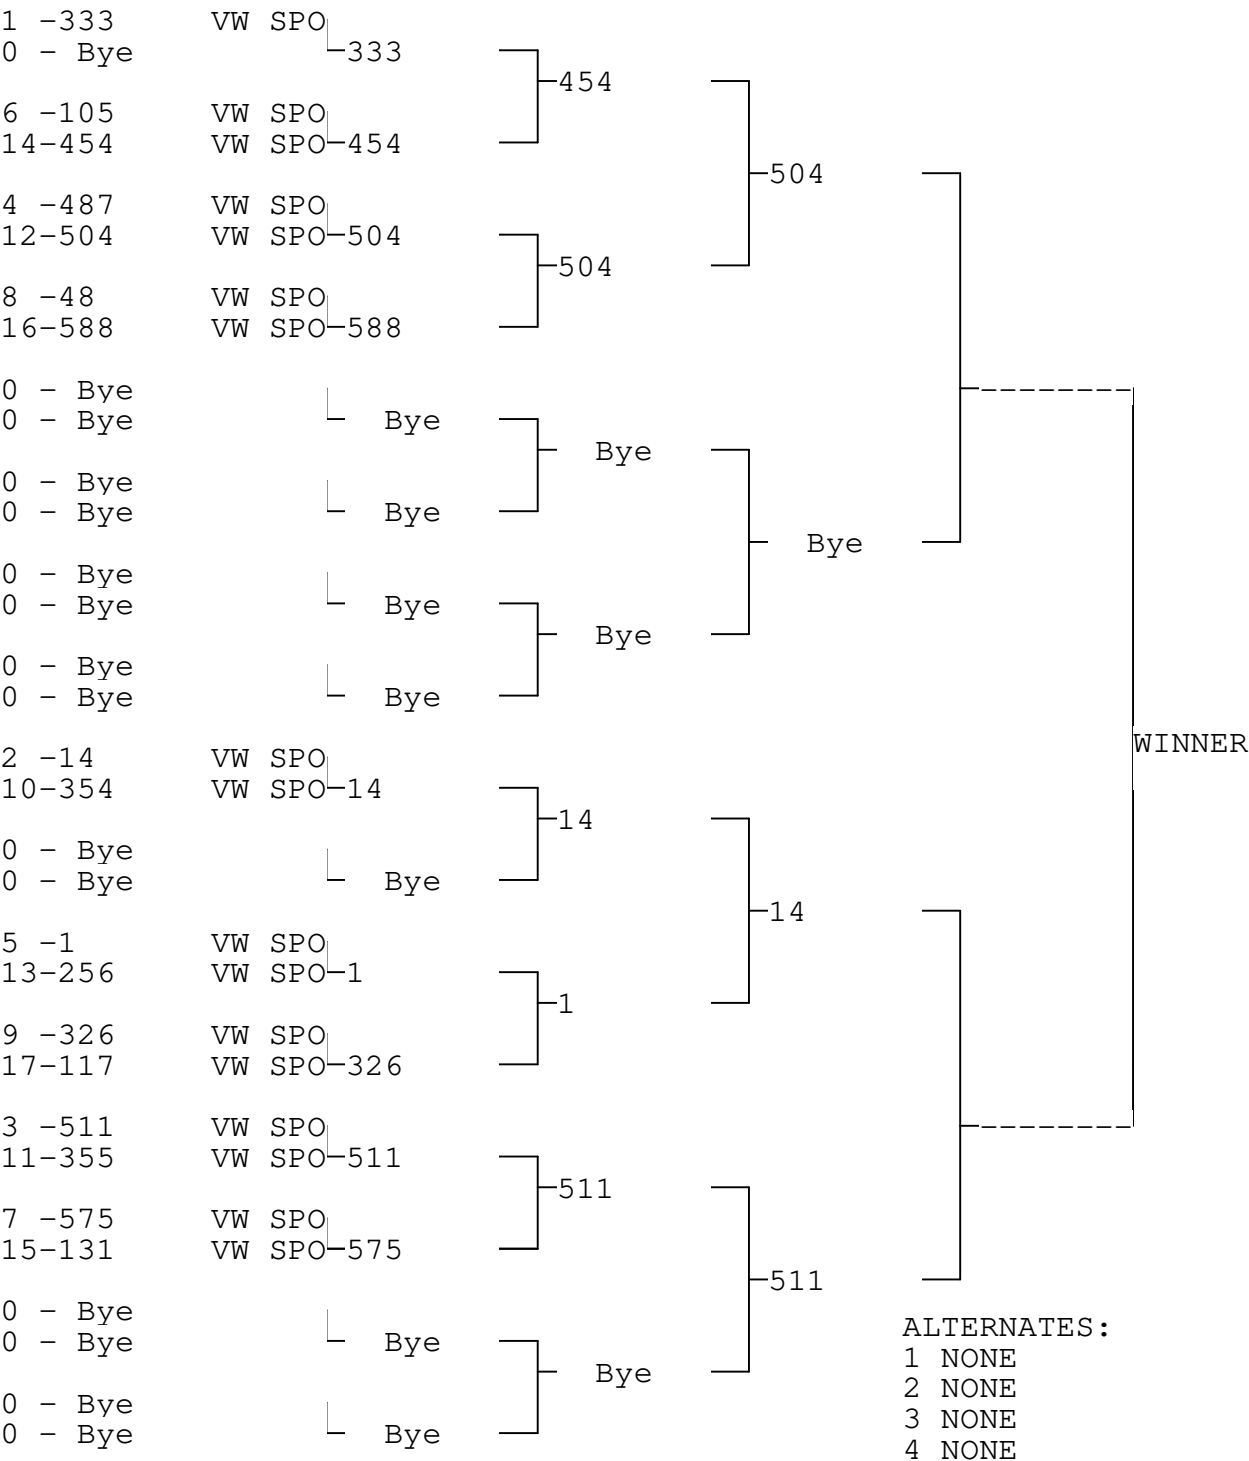 1 -333 VW SPO
0 - Bye 333
454
6 -105 VW SPO
14-454 VW SPO 454
504
4 -487 VW SPO
12-504 VW SPO 504
504
8 -48 VW SPO
16-588 VW SPO 588
0 - Bye
0 - Bye Bye
Bye
0 - Bye
0 - Bye Bye
Bye
0 - Bye
0 - Bye Bye
Bye
0 - Bye
0 - Bye Bye
WINNER
2 -14 VW SPO
10-354 VW SPO 14
14
0 - Bye
0 - Bye Bye
14
5 -1 VW SPO
13-256 VW SPO 1
1
9 -326 VW SPO
17-117 VW SPO 326
3 -511 VW SPO
11-355 VW SPO 511
511
7 -575 VW SPO
15-131 VW SPO 575
511
0 - Bye
0 - Bye Bye
Bye
0 - Bye
0 - Bye Bye
ALTERNATES:
1 NONE
2 NONE
3 NONE
4 NONE